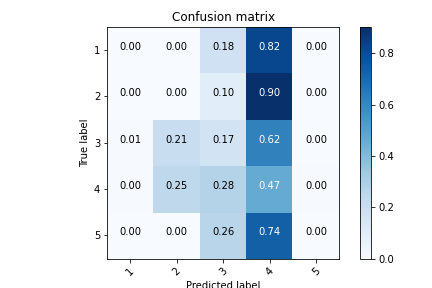 Confusion matrix
1 0.00 0.00 0.18 0.82 0.00
2 0.00 0.00 0.10 0.90 0.00
3 0.01 0.21 0.17 0.62 0.00
4 0.00 0.25 0.28 0.47 0.00
5 0.00 0.00 0.26 0.74 0.00
1 2 3 4 5
True label
Predicted label
0.8
0.6
0.4
0.2
0.0